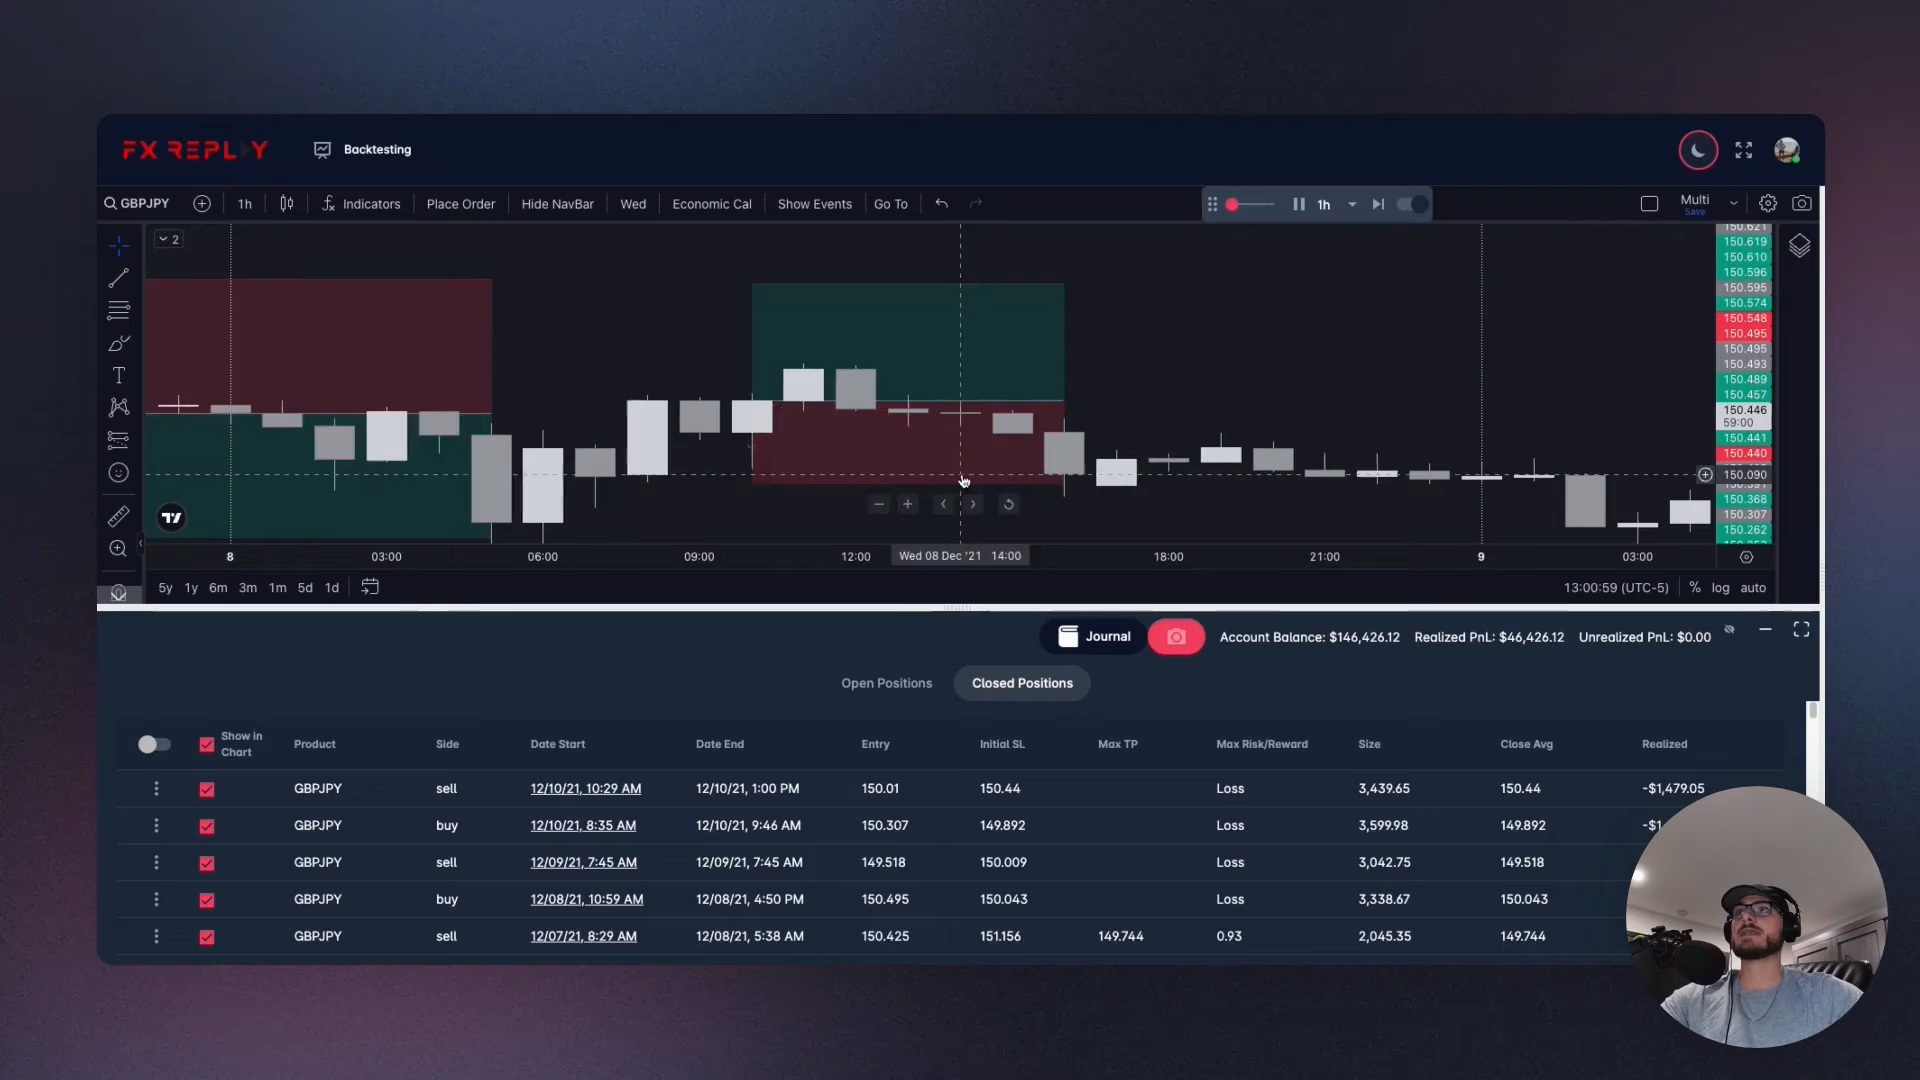 FX REPLAY
Backtesting
GBPJPY 1h Indicators Place Order Hide NavBar Wed Economic Cal Show Events Go To 1h Multi
Save
2
150.621
150.619
150.610
150.596
150.595
150.574
150.548
150.495
150.495
150.493
150.489
150.457
150.446
59:00
150.441
150.440
150.090
150.368
150.307
150.262
8 03:00 06:00 09:00 12:00 Wed 08 Dec '21 14:00 18:00 21:00 9 03:00
5y 1y 6m 3m 1m 5d 1d 13:00:59 (UTC-5) % log auto
Journal Account Balance: $146,426.12 Realized PnL: $46,426.12 Unrealized PnL: $0.00
Open Positions Closed Positions
Show in Chart Product Side Date Start Date End Entry Initial SL Max TP Max Risk/Reward Size Close Avg Realized
GBPJPY sell 12/10/21, 10:29 AM 12/10/21, 1:00 PM 150.01 150.44 Loss 3,439.65 150.44 -$1,479.05
GBPJPY buy 12/10/21, 8:35 AM 12/10/21, 9:46 AM 150.307 149.892 Loss 3,599.98 149.892 -$1
GBPJPY sell 12/09/21, 7:45 AM 12/09/21, 7:45 AM 149.518 150.009 Loss 3,042.75 149.518
GBPJPY buy 12/08/21, 10:59 AM 12/08/21, 4:50 PM 150.495 150.043 Loss 3,338.67 150.043
GBPJPY sell 12/07/21, 8:29 AM 12/08/21, 5:38 AM 150.425 151.156 149.744 0.93 2,045.35 149.744